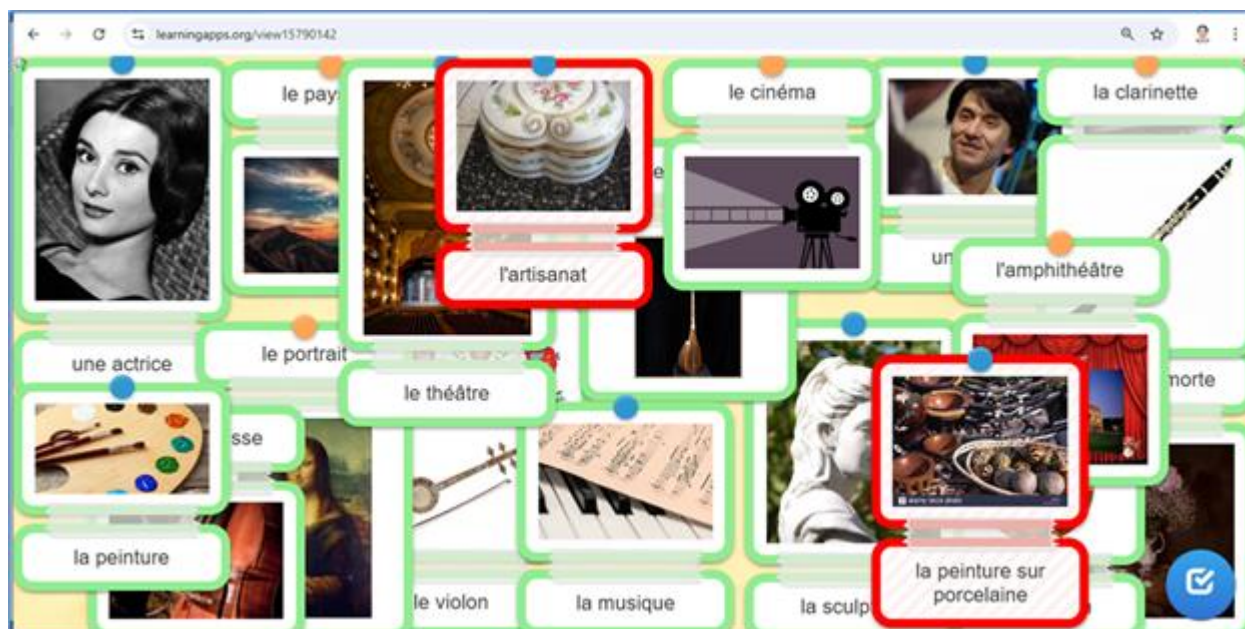 learningapps.org/view15790142
le pay
le cinéma
la clarinette
l'artisanat
un
l'amphithéâtre
une actrice
le portrait
le théâtre
morte
sse
la peinture
le violon
la musique
la sculp
la peinture sur
porcelaine